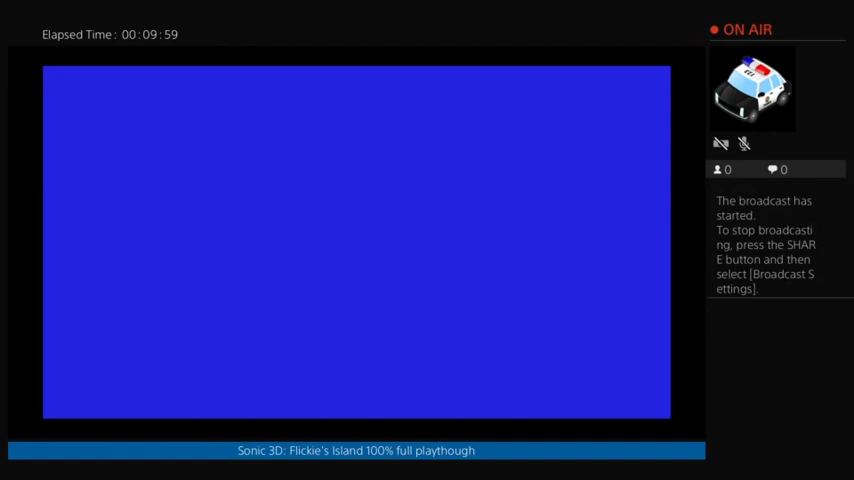 Elapsed Time: 00:09:59
ON AIR
0 0
The broadcast has
started.
To stop broadcasti
ng, press the SHAR
E button and then
select [Broadcast S
ettings].
Sonic 3D: Flickie's Island 100% full playthough